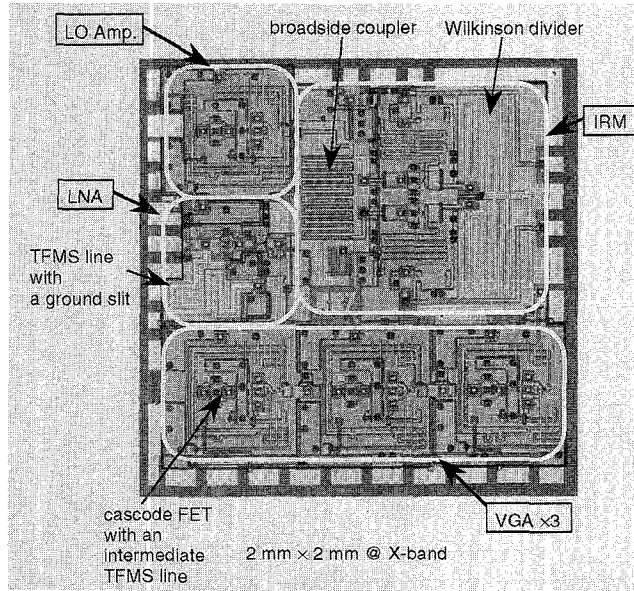 LO Amp.
broadside coupler
Wilkinson divider
IRM
LNA
TFMS line
with
a ground slit
cascode FET
with an
intermediate
TFMS line
2 mm × 2 mm @ X-band
VGA ×3